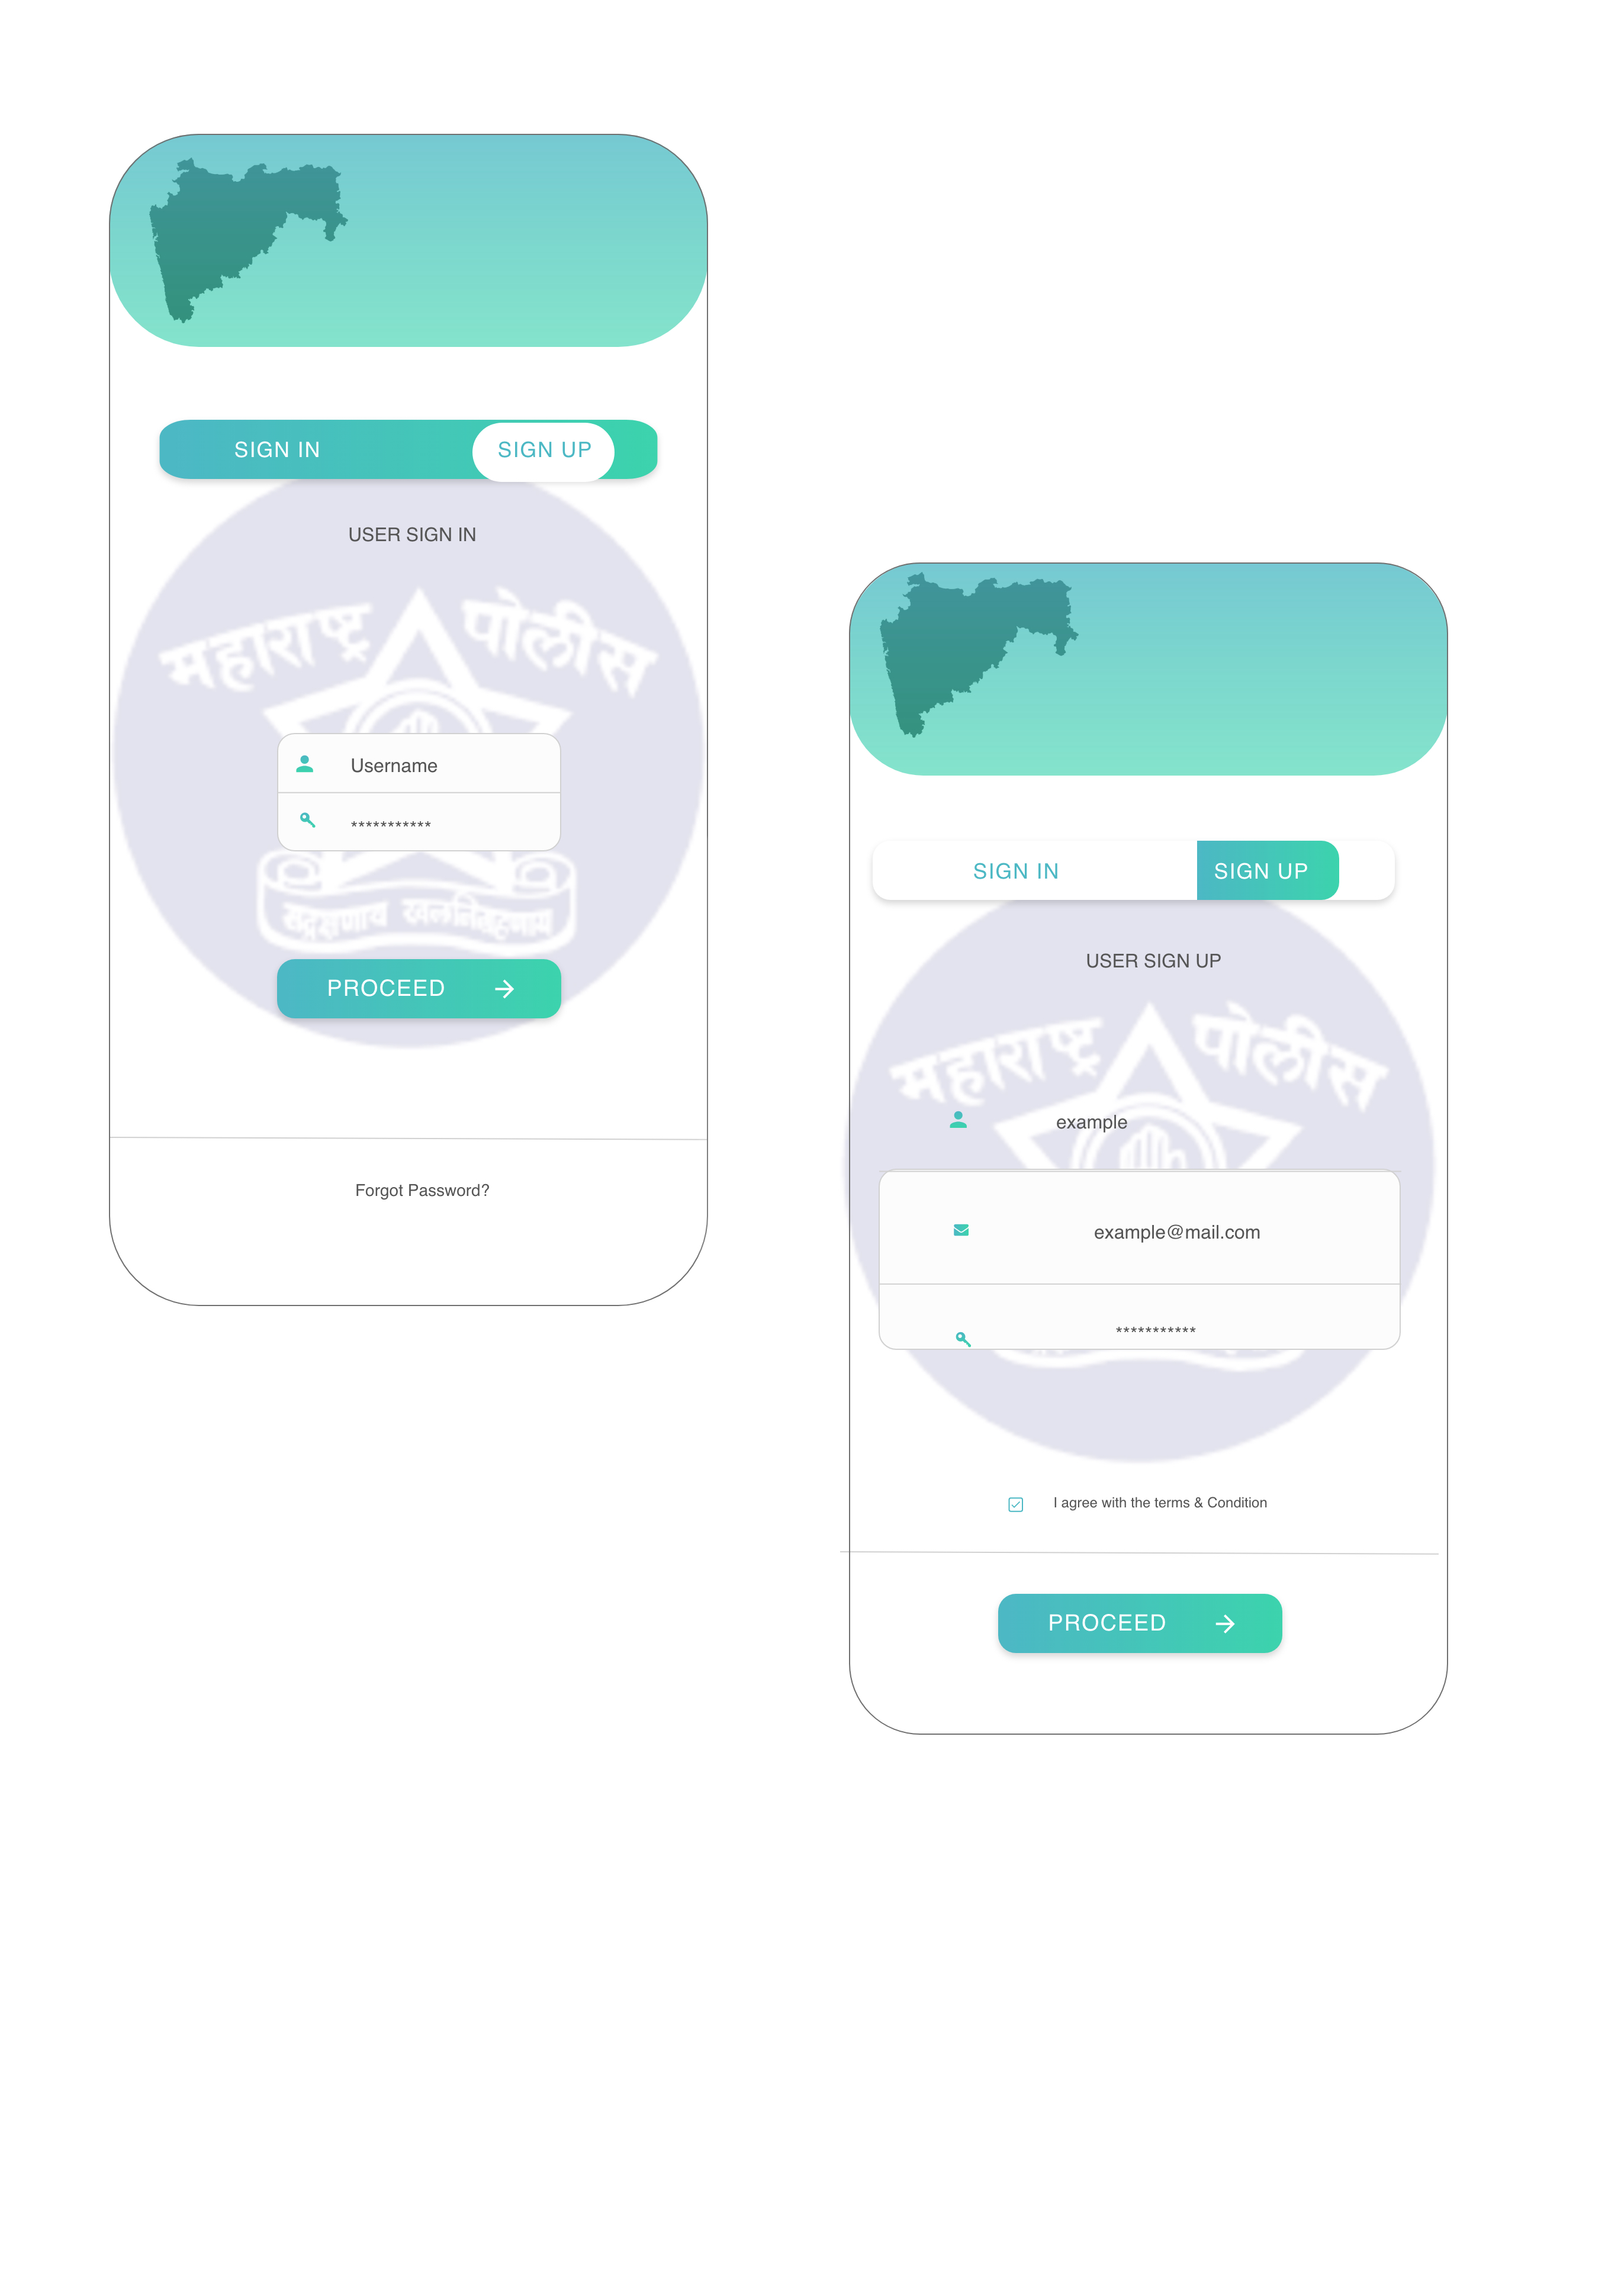 SIGN IN
SIGN UP
USER SIGN IN
महाराष्ट्र पोलीस
Username
***********
सद्रक्षणाय खलनिग्रहणाय
PROCEED
Forgot Password?
SIGN IN
SIGN UP
USER SIGN UP
महाराष्ट्र पोलीस
example
example@mail.com
***********
I agree with the terms & Condition
PROCEED